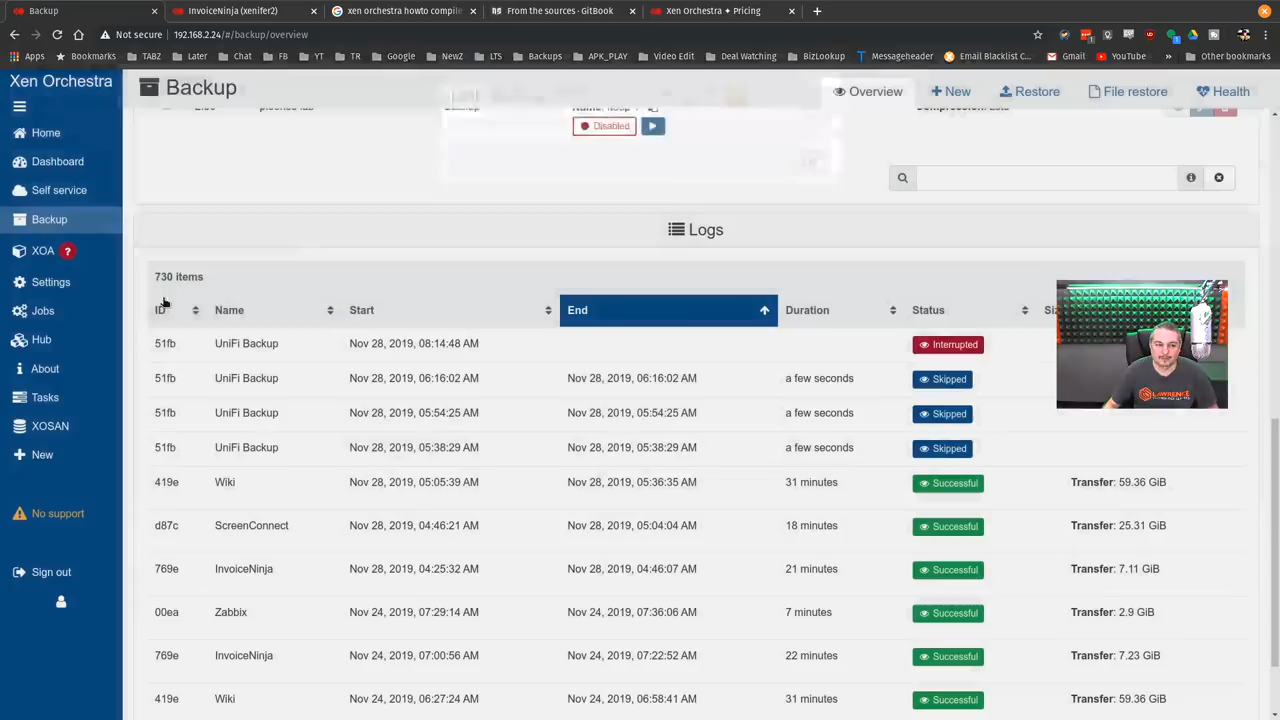 (xenifer2)
InvoiceNinja (xenifer2)
xen orchestra howto com
From the sources - GitBook
Xen Orchestra + Pricing
Not secure 192.168.2.24/#/backup/overview
Apps Bookmarks TABZ Later FB YT TR Google NewZ LTS Backups APK_PLAY Video Edit Deal Watching BizLookup Messageheader Email Blacklist C... Gmail YouTube » Other bookmarks
Xen Orchestra
Backup
Overview
New
Restore
File restore
Health
Home
Dashboard
Self service
Backup
XOA ?
Settings
Jobs
Hub
About
Tasks
XOSAN
New
No support
Sign out
Disabled
Logs
730 items
ID Name Start End Duration Status
51fb UniFi Backup Nov 28, 2019, 08:14:48 AM Interrupted
51fb UniFi Backup Nov 28, 2019, 06:16:02 AM Nov 28, 2019, 06:16:02 AM a few seconds Skipped
51fb UniFi Backup Nov 28, 2019, 05:54:25 AM Nov 28, 2019, 05:54:25 AM a few seconds Skipped
51fb UniFi Backup Nov 28, 2019, 05:38:29 AM Nov 28, 2019, 05:38:29 AM a few seconds Skipped
419e Wiki Nov 28, 2019, 05:05:39 AM Nov 28, 2019, 05:36:35 AM 31 minutes Successful Transfer: 59.36 GiB
d87c ScreenConnect Nov 28, 2019, 04:46:21 AM Nov 28, 2019, 05:04:04 AM 18 minutes Successful Transfer: 25.31 GiB
769e InvoiceNinja Nov 28, 2019, 04:25:32 AM Nov 28, 2019, 04:46:07 AM 21 minutes Successful Transfer: 7.11 GiB
00ea Zabbix Nov 24, 2019, 07:29:14 AM Nov 24, 2019, 07:36:06 AM 7 minutes Successful Transfer: 2.9 GiB
769e InvoiceNinja Nov 24, 2019, 07:00:56 AM Nov 24, 2019, 07:22:52 AM 22 minutes Successful Transfer: 7.23 GiB
419e Wiki Nov 24, 2019, 06:27:24 AM Nov 24, 2019, 06:58:41 AM 31 minutes Successful Transfer: 59.36 GiB
LAWRENCE